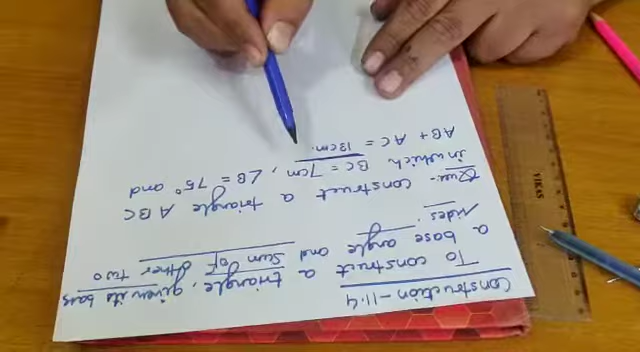 Construction - 11.4
To construct a triangle, given its base
a base angle and sum of other two
sides.
Que:- Construct a triangle ABC
in which BC = 7cm, ∠B = 75° and
AB + AC = 13cm.
VIKAS